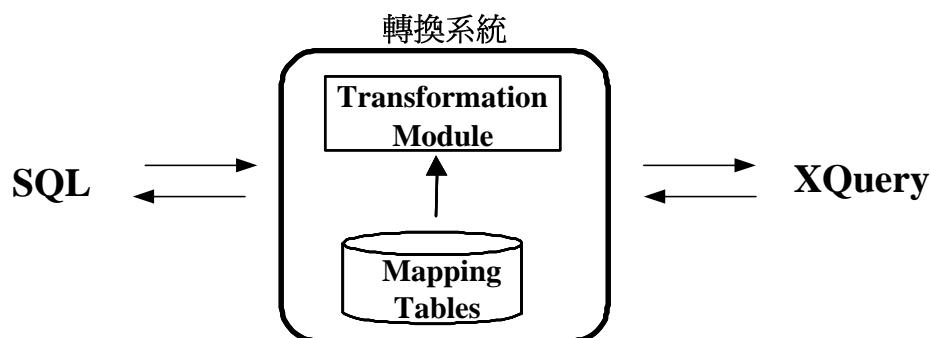 轉換系統
Transformation
Module
SQL
XQuery
Mapping
Tables